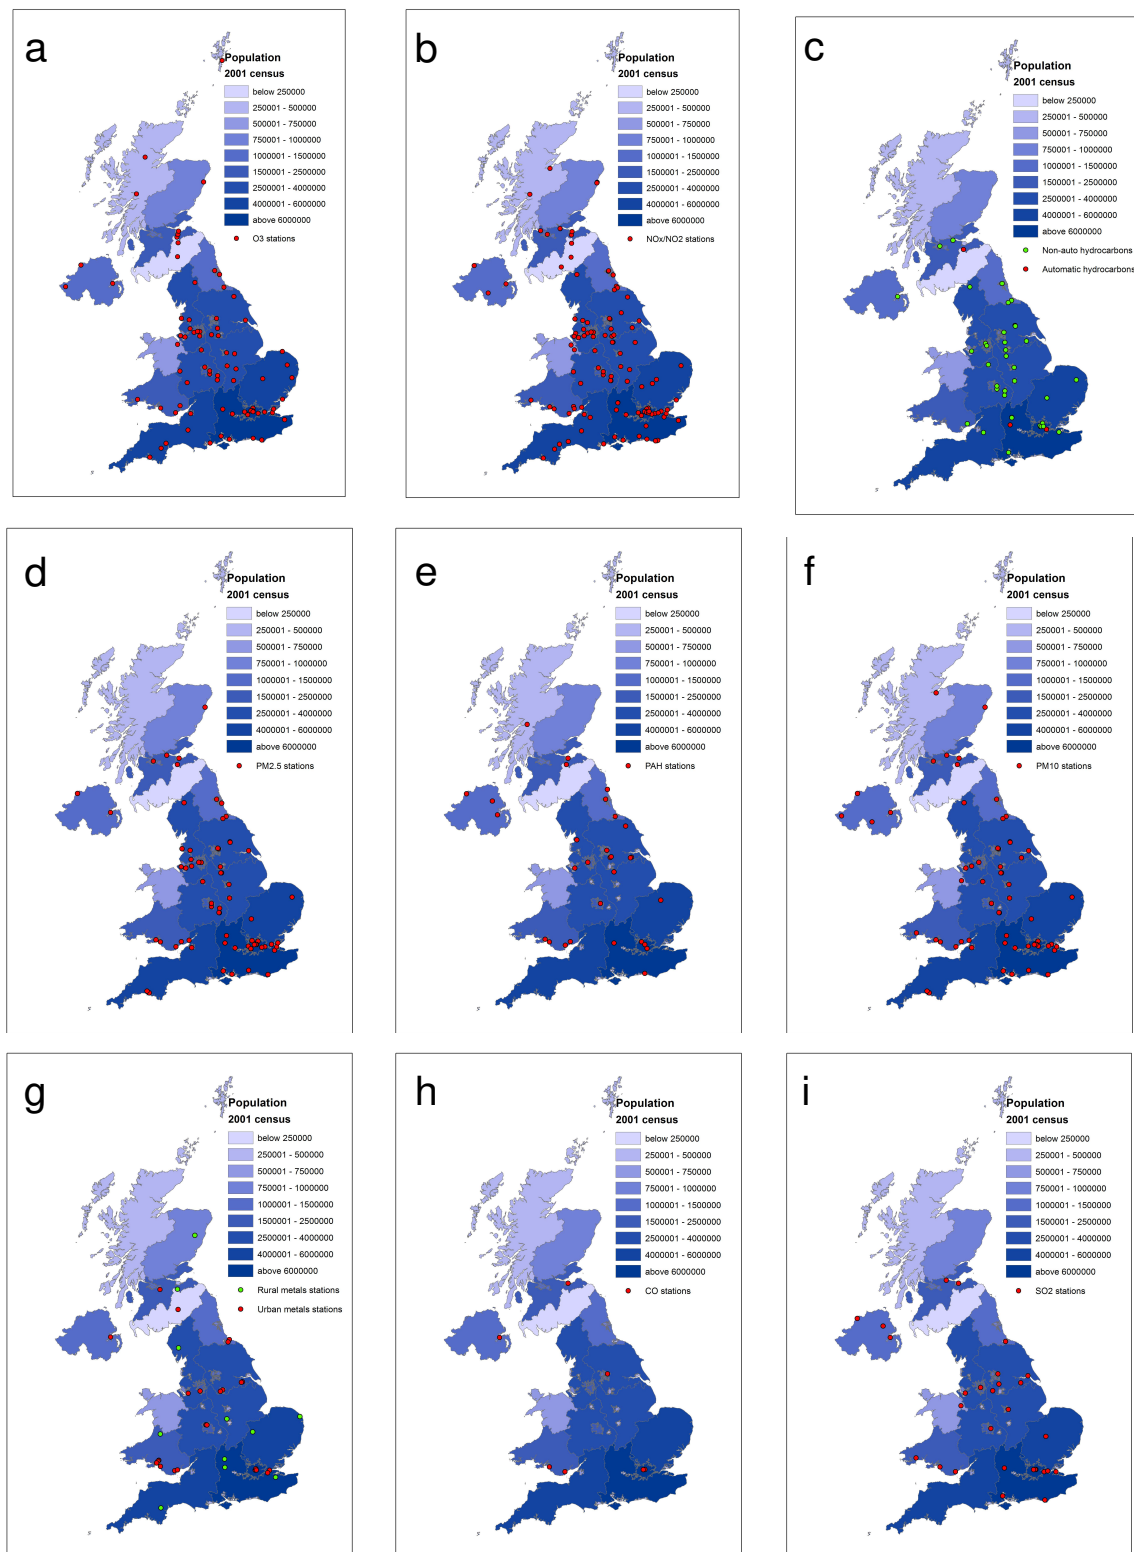 a
Population
2001 census
below 250000
250001 - 500000
500001 - 750000
750001 - 1000000
1000001 - 1500000
1500001 - 2500000
2500001 - 4000000
4000001 - 6000000
above 6000000
O3 stations
b
Population
2001 census
below 250000
250001 - 500000
500001 - 750000
750001 - 1000000
1000001 - 1500000
1500001 - 2500000
2500001 - 4000000
4000001 - 6000000
above 6000000
NOx/NO2 stations
c
Population
2001 census
below 250000
250001 - 500000
500001 - 750000
750001 - 1000000
1000001 - 1500000
1500001 - 2500000
2500001 - 4000000
4000001 - 6000000
above 6000000
Non-auto hydrocarbons
Automatic hydrocarbons
d
Population
2001 census
below 250000
250001 - 500000
500001 - 750000
750001 - 1000000
1000001 - 1500000
1500001 - 2500000
2500001 - 4000000
4000001 - 6000000
above 6000000
PM2.5 stations
e
Population
2001 census
below 250000
250001 - 500000
500001 - 750000
750001 - 1000000
1000001 - 1500000
1500001 - 2500000
2500001 - 4000000
4000001 - 6000000
above 6000000
PAH stations
f
Population
2001 census
below 250000
250001 - 500000
500001 - 750000
750001 - 1000000
1000001 - 1500000
1500001 - 2500000
2500001 - 4000000
4000001 - 6000000
above 6000000
PM10 stations
g
Population
2001 census
below 250000
250001 - 500000
500001 - 750000
750001 - 1000000
1000001 - 1500000
1500001 - 2500000
2500001 - 4000000
4000001 - 6000000
above 6000000
Rural metals stations
Urban metals stations
h
Population
2001 census
below 250000
250001 - 500000
500001 - 750000
750001 - 1000000
1000001 - 1500000
1500001 - 2500000
2500001 - 4000000
4000001 - 6000000
above 6000000
CO stations
i
Population
2001 census
below 250000
250001 - 500000
500001 - 750000
750001 - 1000000
1000001 - 1500000
1500001 - 2500000
2500001 - 4000000
4000001 - 6000000
above 6000000
SO2 stations